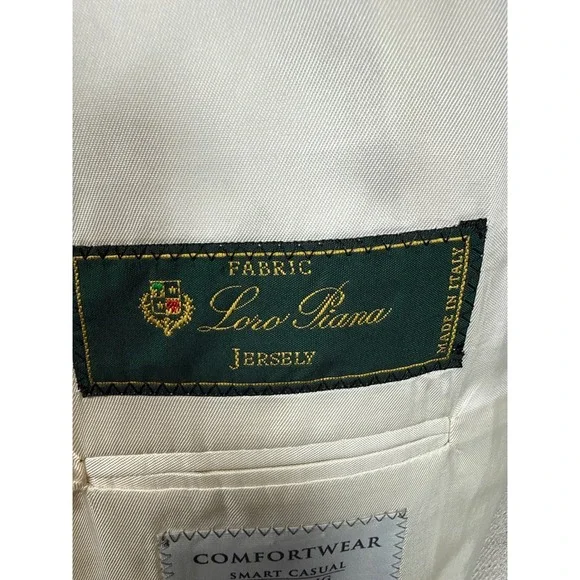 FABRIC
Loro Piana
JERSELY
MADE IN ITALY
COMFORTWEAR
SMART CASUAL